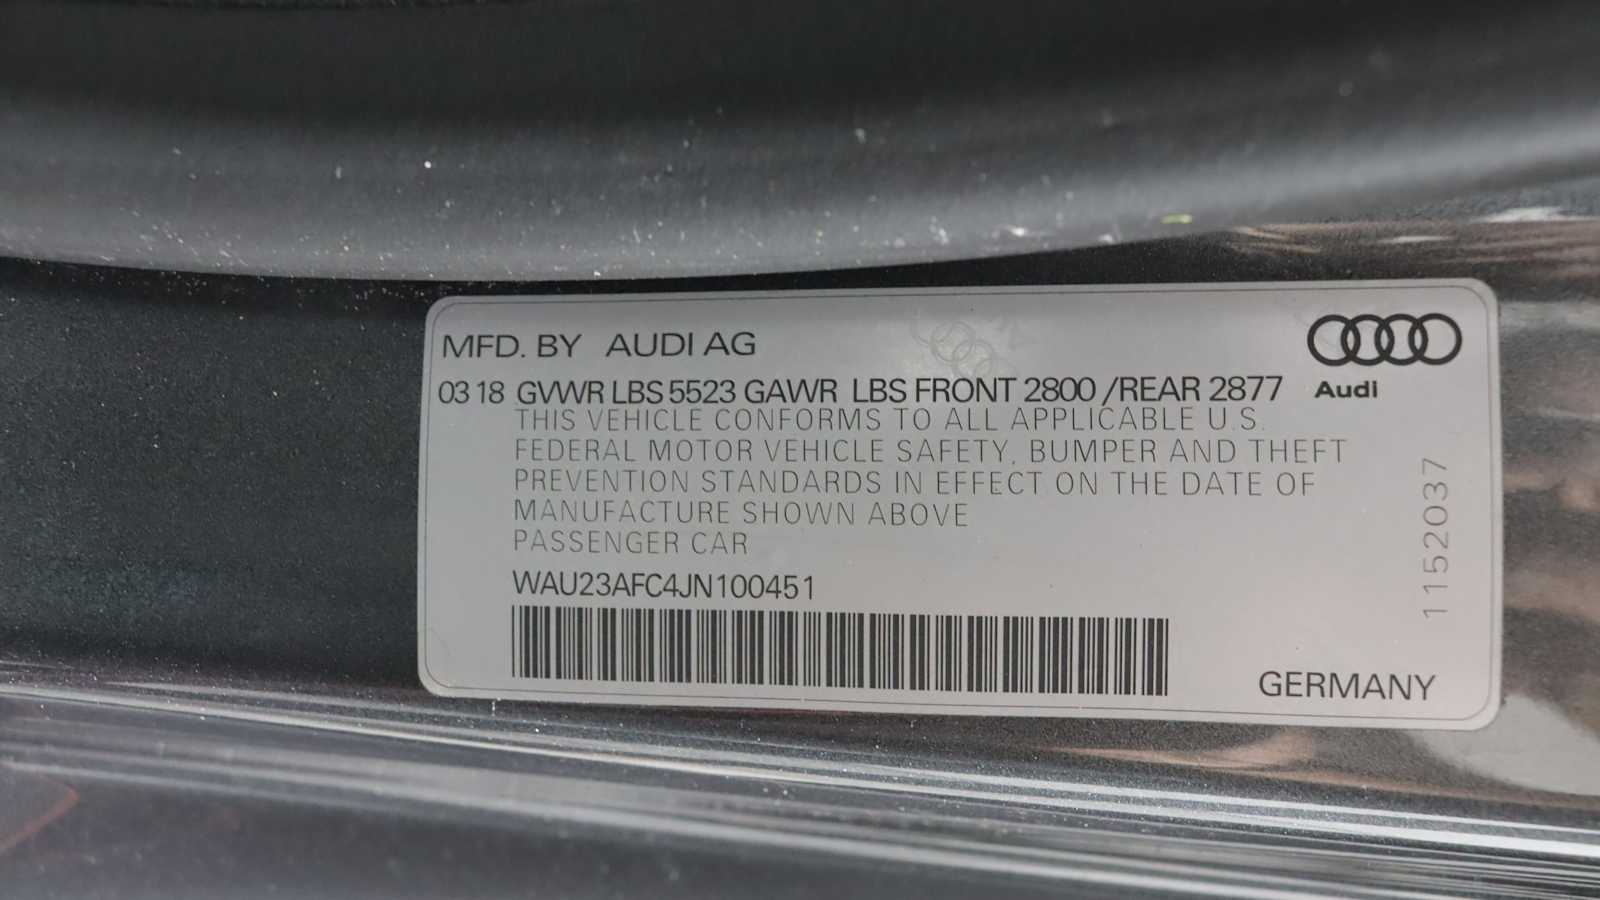 MFD. BY AUDI AG
03 18 GVWR LBS 5523 GAWR LBS FRONT 2800 /REAR 2877
Audi
THIS VEHICLE CONFORMS TO ALL APPLICABLE U.S.
FEDERAL MOTOR VEHICLE SAFETY, BUMPER AND THEFT
PREVENTION STANDARDS IN EFFECT ON THE DATE OF
MANUFACTURE SHOWN ABOVE
PASSENGER CAR
WAU23AFC4JN100451
1152037
GERMANY